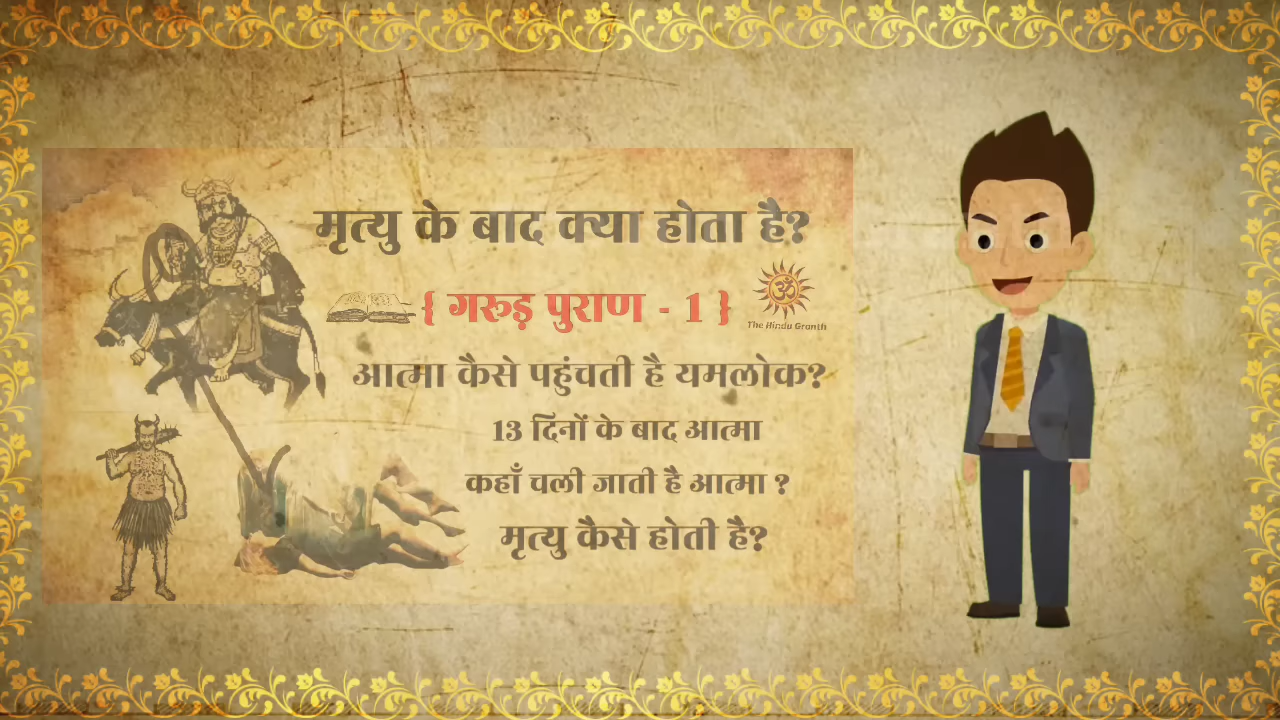 मृत्यु के बाद क्या होता है?
{ गरूड़ पुराण - 1 }
ॐ
The Hindu Granth
आत्मा कैसे पहुंचती है यमलोक?
13 दिनों के बाद आत्मा
कहाँ चली जाती है आत्मा ?
मृत्यु कैसे होती है?